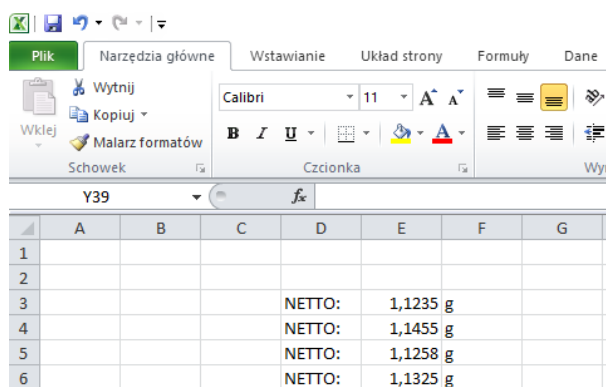 Plik Narzędzia główne Wstawianie Układ strony Formuły Dane
Wytnij
Kopiuj
Malarz formatów
Wklej
Schowek
Calibri 11 A A
B I U A
Czcionka
Wy
Y39 fx
A B C D E F G
1
2
3 NETTO: 1,1235 g
4 NETTO: 1,1455 g
5 NETTO: 1,1258 g
6 NETTO: 1,1325 g